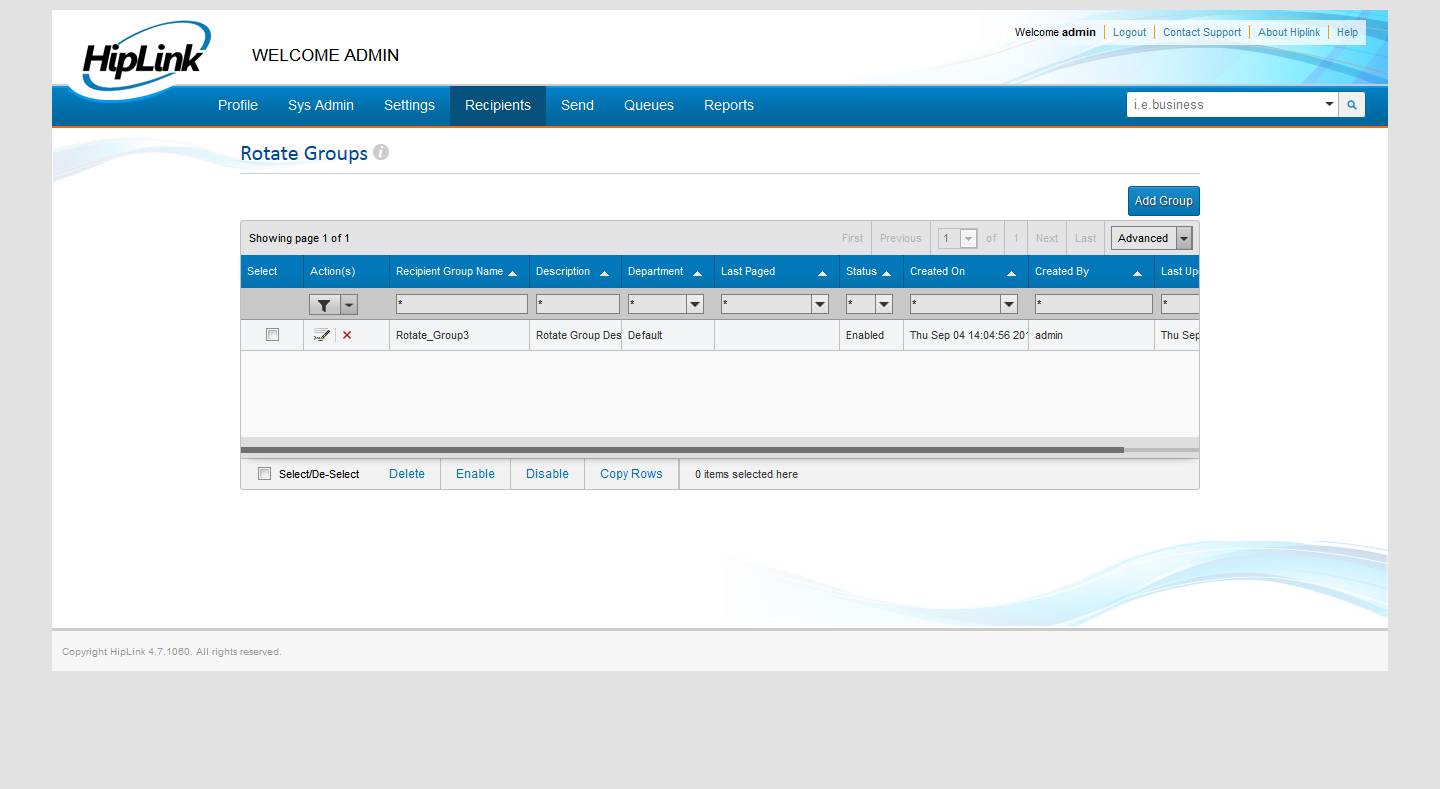 HipLink
WELCOME ADMIN
Welcome admin Logout Contact Support About Hiplink Help
Profile Sys Admin Settings Recipients Send Queues Reports i.e.business
Rotate Groups i
Add Group
Showing page 1 of 1 First Previous 1 of 1 Next Last Advanced
Select Action(s) Recipient Group Name Description Department Last Paged Status Created On Created By Last Up
* * * * * * * *
Rotate_Group3 Rotate Group Des Default Enabled Thu Sep 04 14:04:56 201 admin Thu Sep
Select/De-Select Delete Enable Disable Copy Rows 0 items selected here
Copyright HipLink 4.7.1060. All rights reserved.